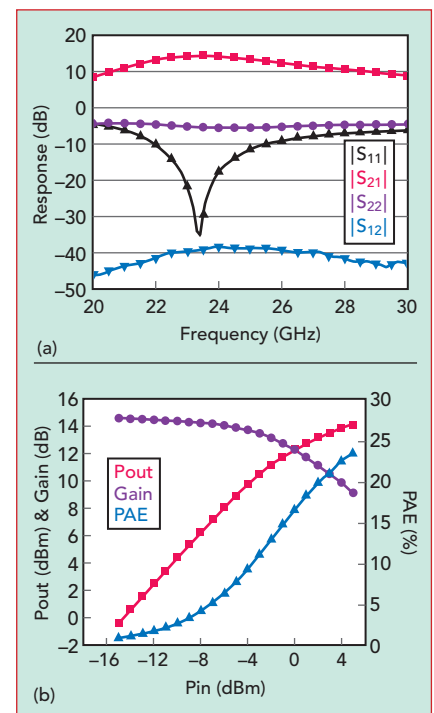 20
10
0
−10
−20
−30
−40
−50
Response (dB)
|S11|
|S21|
|S22|
|S12|
20 22 24 26 28 30
Frequency (GHz)
(a)
16
14
12
10
8
6
4
2
0
−2
Pout (dBm) & Gain (dB)
Pout
Gain
PAE
30
25
20
15
10
5
0
PAE (%)
−16 −12 −8 −4 0 4
Pin (dBm)
(b)